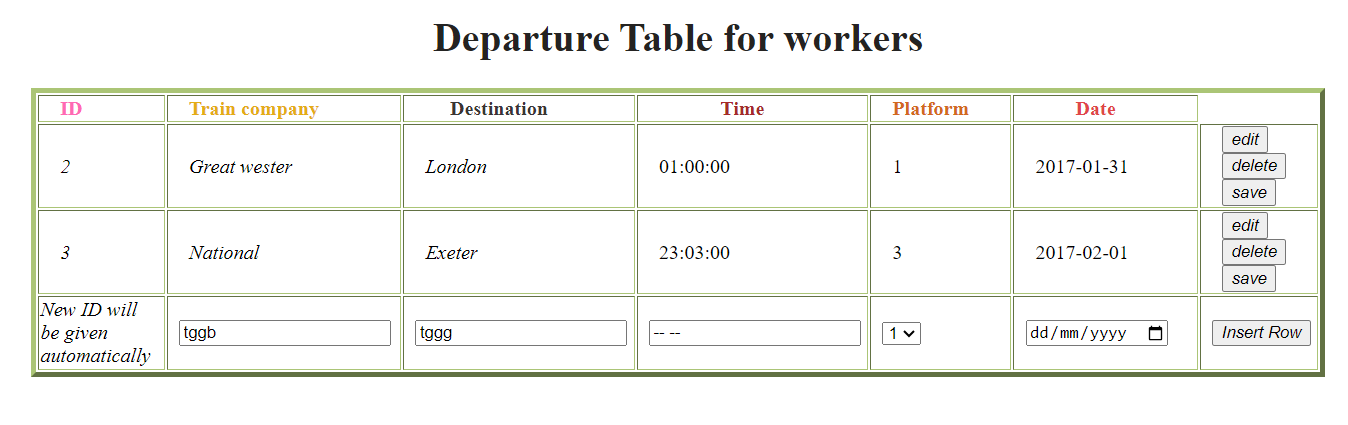 Departure Table for workers
ID Train company Destination Time Platform Date
2 Great wester London 01:00:00 1 2017-01-31 edit
delete
save
3 National Exeter 23:03:00 3 2017-02-01 edit
delete
save
New ID will
be given
automatically
tggb tggg -- -- 1 dd/mm/yyyy Insert Row